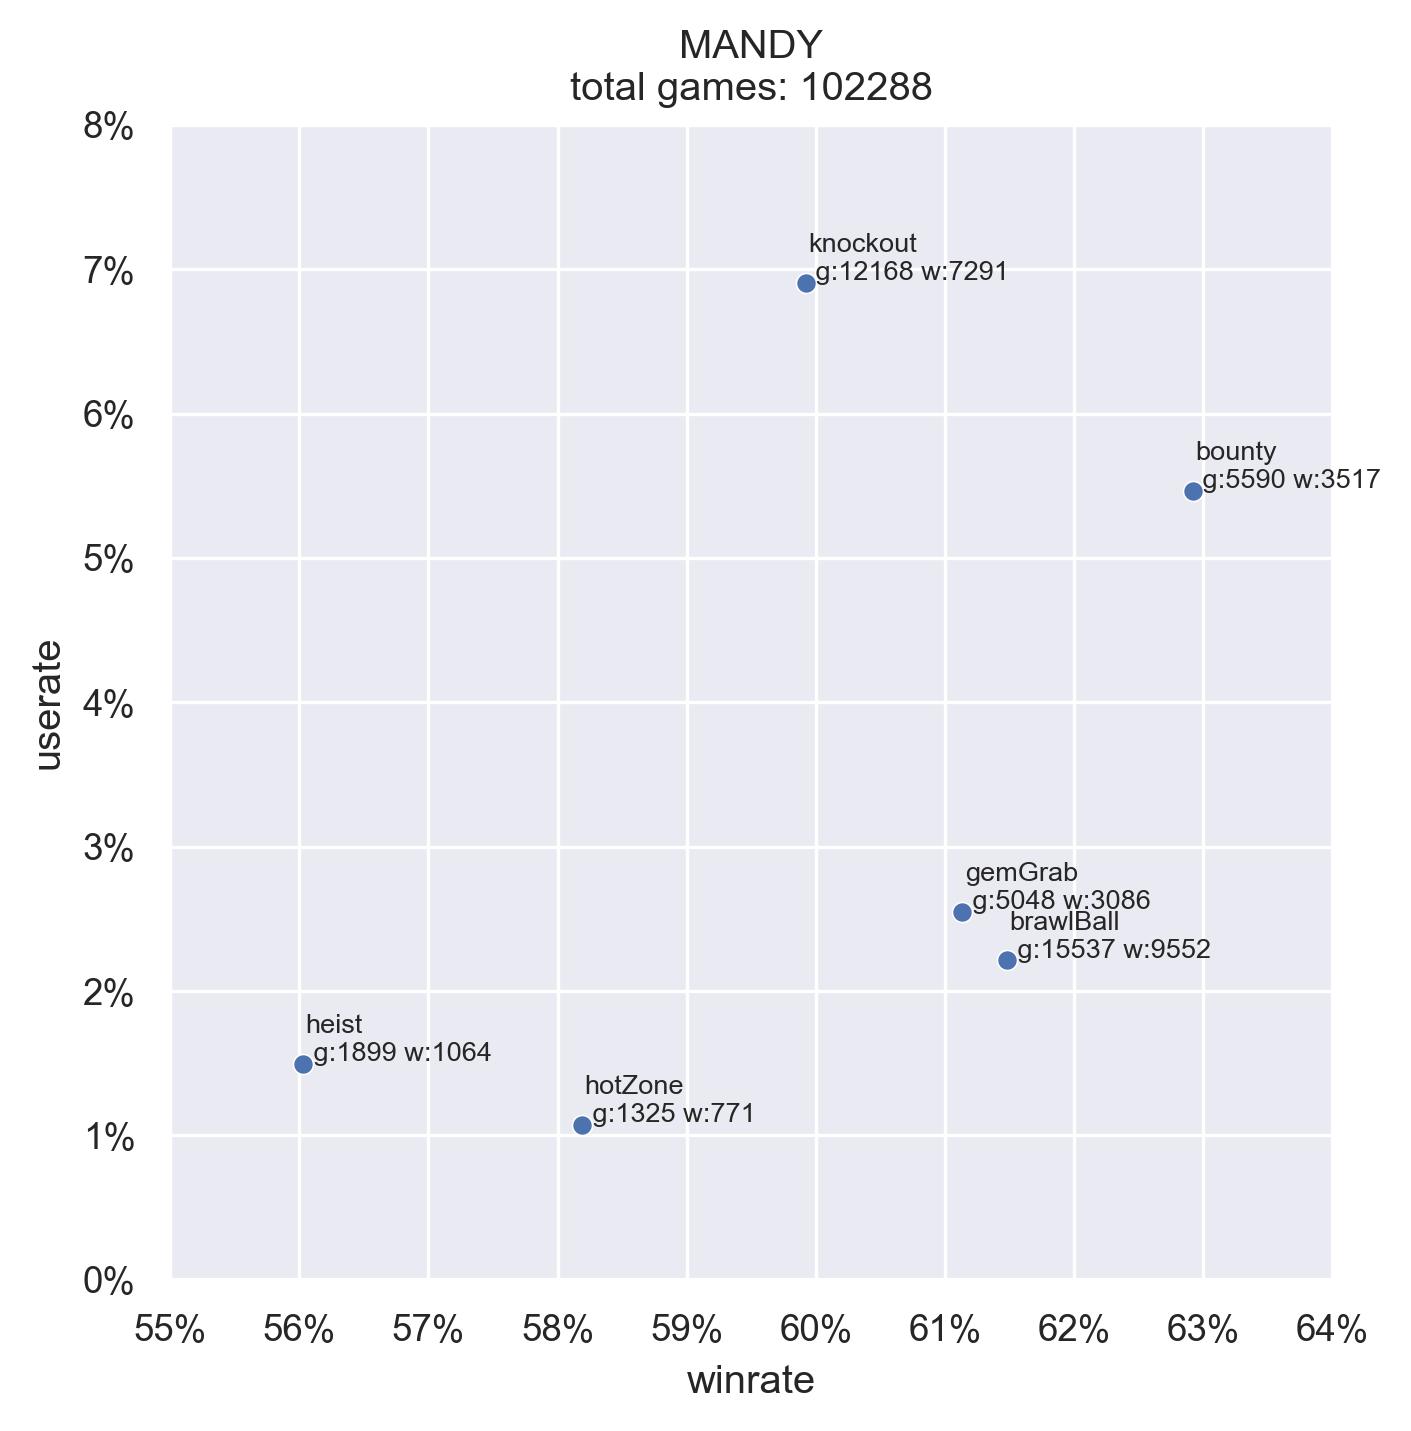 MANDY
total games: 102288
8%
7%
6%
5%
4%
3%
2%
1%
0%
userate
knockout
g:12168 w:7291
bounty
g:5590 w:3517
gemGrab
g:5048 w:3086
brawlBall
g:15537 w:9552
heist
g:1899 w:1064
hotZone
g:1325 w:771
55% 56% 57% 58% 59% 60% 61% 62% 63% 64%
winrate